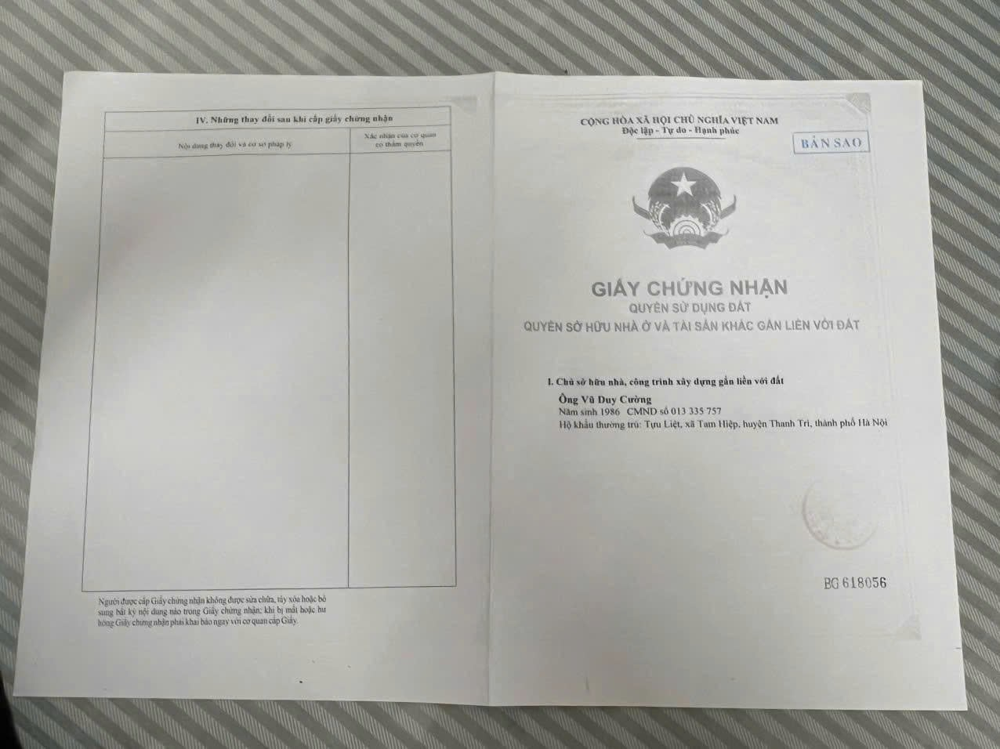 IV. Những thay đổi sau khi cấp giấy chứng nhận
Nội dung thay đổi và cơ sở pháp lý
Xác nhận của cơ quan
có thẩm quyền
Người được cấp Giấy chứng nhận không được sửa chữa, tẩy xóa hoặc bổ
sung bất kỳ nội dung nào trong Giấy chứng nhận; khi bị mất hoặc hư
hỏng Giấy chứng nhận phải khai báo ngay với cơ quan cấp Giấy.
CỘNG HÒA XÃ HỘI CHỦ NGHĨA VIỆT NAM
Độc lập - Tự do - Hạnh phúc
BẢN SAO
GIẤY CHỨNG NHẬN
QUYỀN SỬ DỤNG ĐẤT
QUYỀN SỞ HỮU NHÀ Ở VÀ TÀI SẢN KHÁC GẮN LIỀN VỚI ĐẤT
I. Chủ sở hữu nhà, công trình xây dựng gắn liền với đất
Ông Vũ Duy Cường
Năm sinh 1986 CMND số 013 335 757
Hộ khẩu thường trú: Tựu Liệt, xã Tam Hiệp, huyện Thanh Trì, thành phố Hà Nội
BG 618056